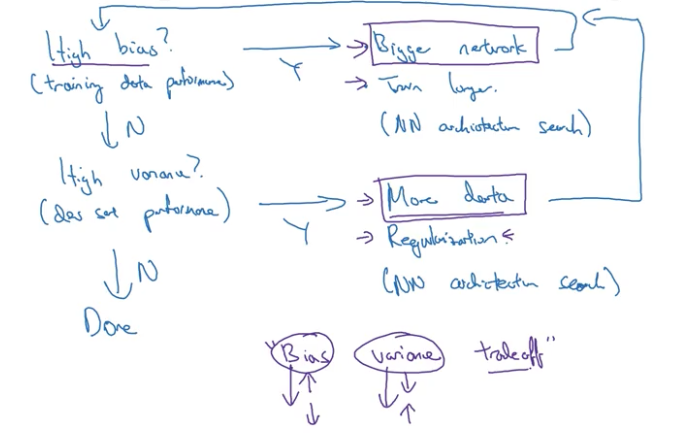 High bias?
(training data performance)
Y
Bigger network
Train longer.
(NN architecture search)
N
High variance?
(dev set performance)
Y
More data
Regularization
(NN architecture search)
N
Done
"Bias variance tradeoff"